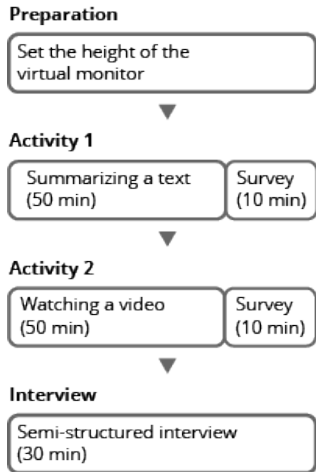 Preparation
Set the height of the
virtual monitor
Activity 1
Summarizing a text
(50 min)
Survey
(10 min)
Activity 2
Watching a video
(50 min)
Survey
(10 min)
Interview
Semi-structured interview
(30 min)